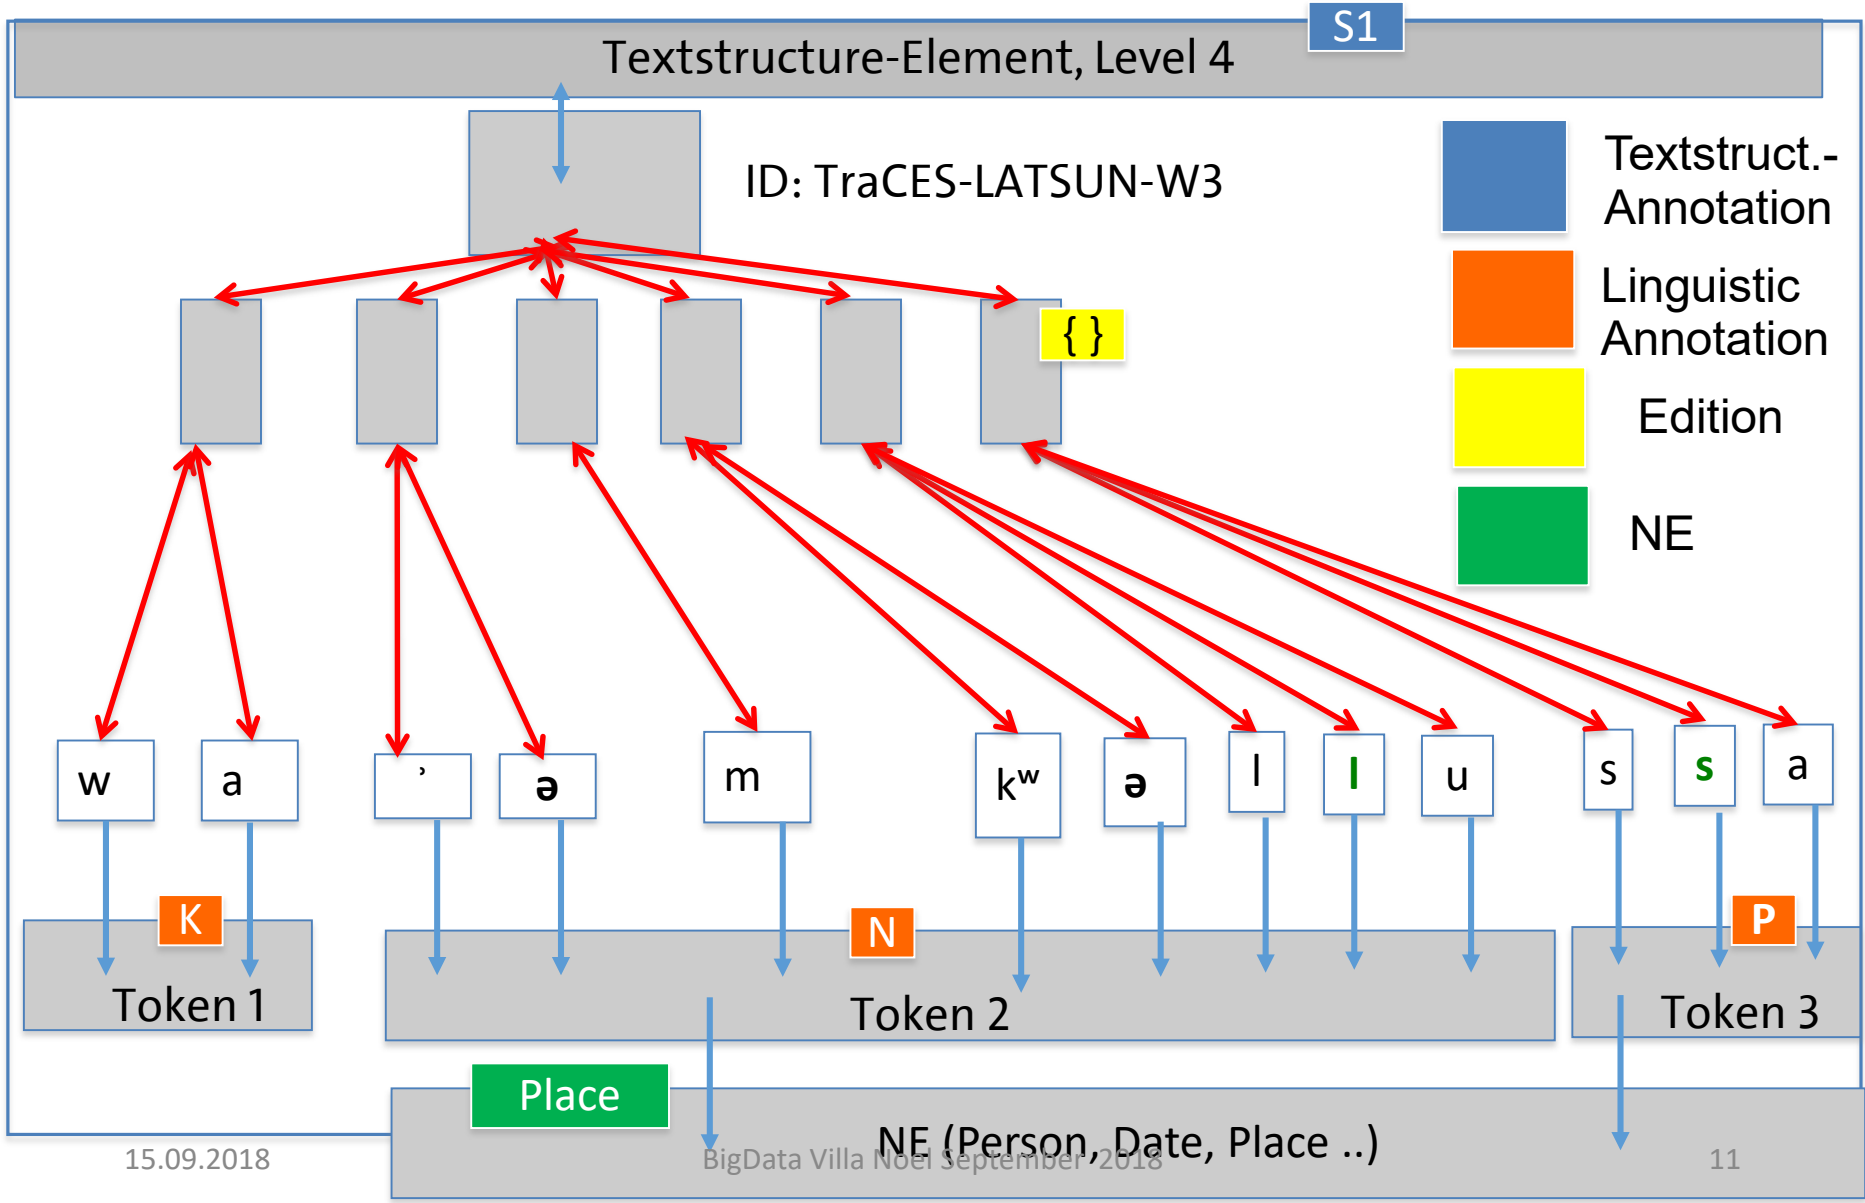 S1
Textstructure-Element, Level 4
ID: TraCES-LATSUN-W3
Textstruct.-
Annotation
Linguistic
Annotation
{ }
Edition
NE
w a ʾ ə m kʷ ə l l u s s a
K N P
Token 1 Token 2 Token 3
Place
NE (Person, Date, Place ..)
15.09.2018 BigData Villa Noel September 2018 11